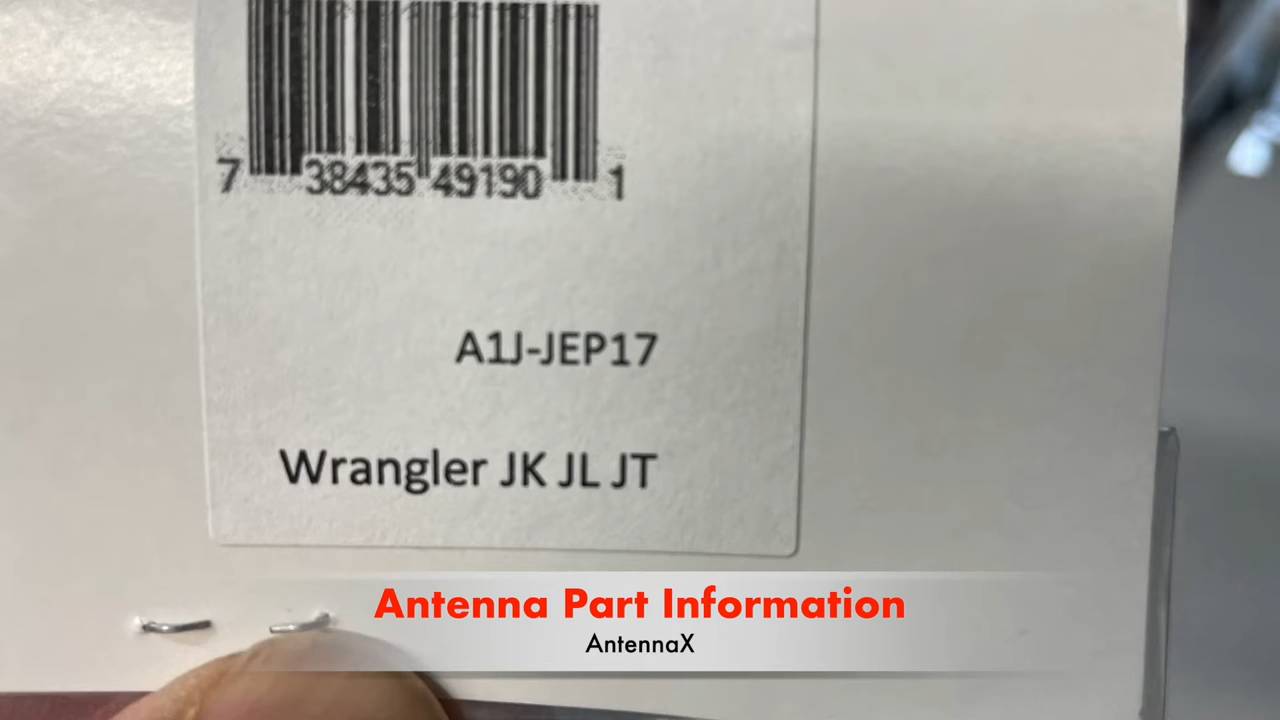 7 38435 49190 1
A1J-JEP17
Wrangler JK JL JT
Antenna Part Information
AntennaX